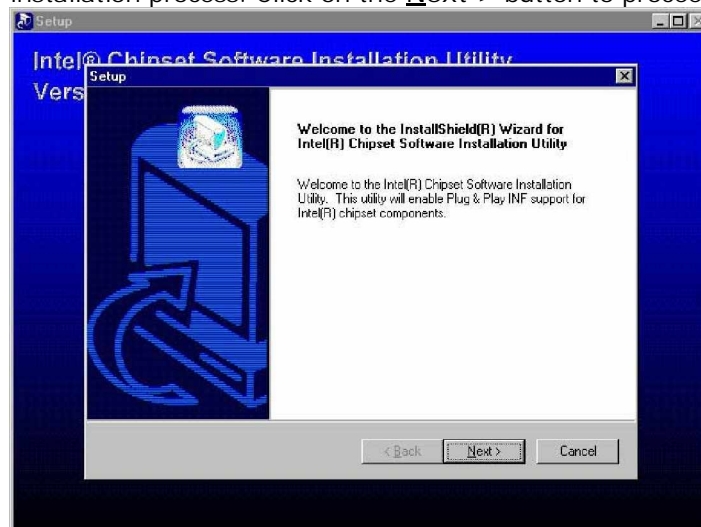 installation process. Click on the Next > button to proceed
Setup
Intel® Chipset Software Installation Utility
Vers
Setup
Welcome to the InstallShield(R) Wizard for
Intel(R) Chipset Software Installation Utility
Welcome to the Intel(R) Chipset Software Installation
Utility. This utility will enable Plug & Play INF support for
Intel(R) chipset components.
< Back
Next >
Cancel